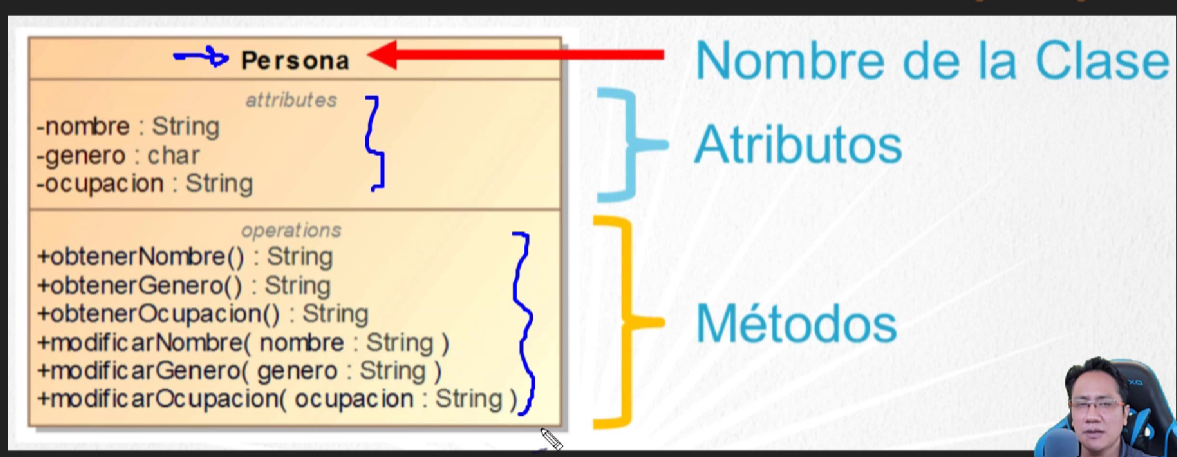 Persona
Nombre de la Clase
attributes
-nombre : String
-genero : char
-ocupacion : String
Atributos
operations
+obtenerNombre() : String
+obtenerGenero() : String
+obtenerOcupacion() : String
+modificarNombre( nombre : String )
+modificarGenero( genero : String )
+modificarOcupacion( ocupacion : String )
Métodos